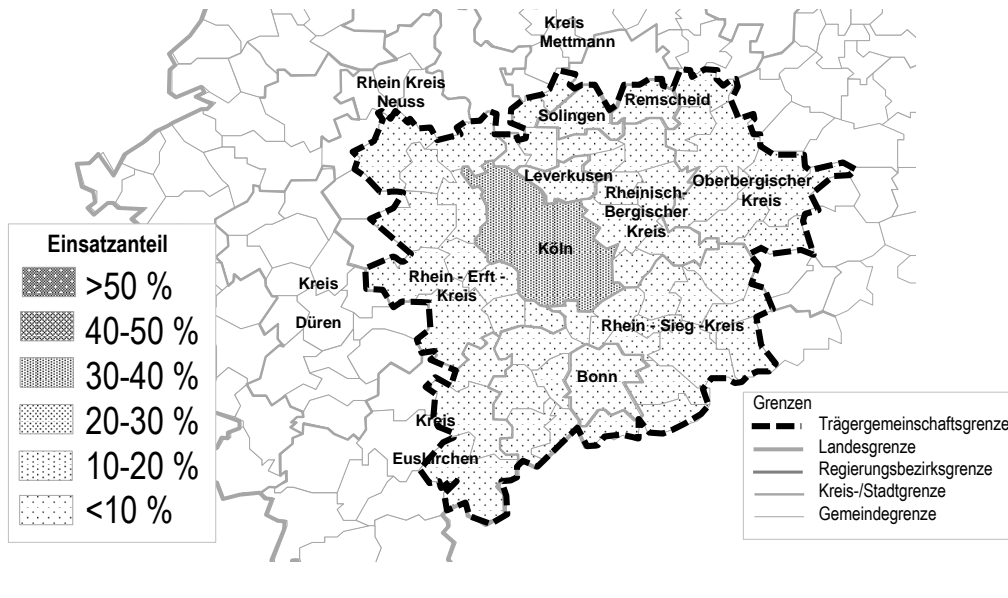 Kreis
Mettmann
Rhein Kreis
Neuss
Remscheid
Solingen
Leverkusen
Rheinisch-
Bergischer
Kreis
Oberbergischer
Kreis
Köln
Rhein - Erft -
Kreis
Kreis
Düren
Rhein - Sieg -Kreis
Bonn
Kreis
Euskirchen
Einsatzanteil
>50 %
40-50 %
30-40 %
20-30 %
10-20 %
<10 %
Grenzen
Trägergemeinschaftsgrenze
Landesgrenze
Regierungsbezirksgrenze
Kreis-/Stadtgrenze
Gemeindegrenze